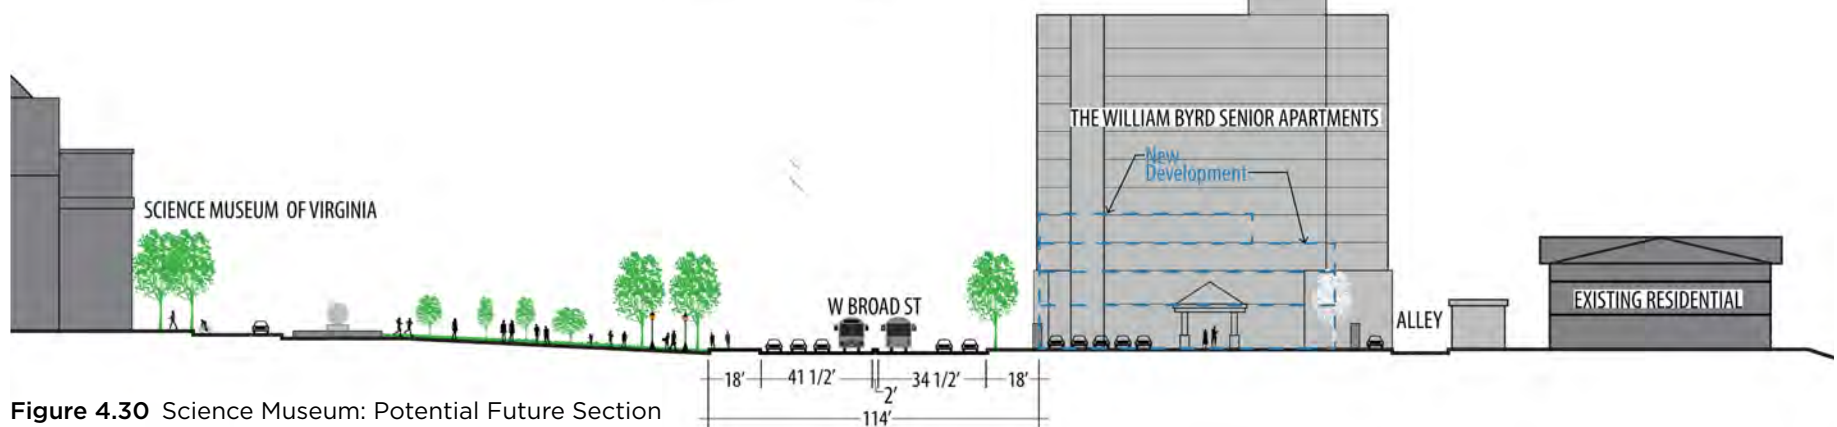 THE WILLIAM BYRD SENIOR APARTMENTS
New
Development
SCIENCE MUSEUM OF VIRGINIA
W BROAD ST
EXISTING RESIDENTIAL
ALLEY
18'
41 1/2'
2'
34 1/2'
18'
114'
Figure 4.30 Science Museum: Potential Future Section